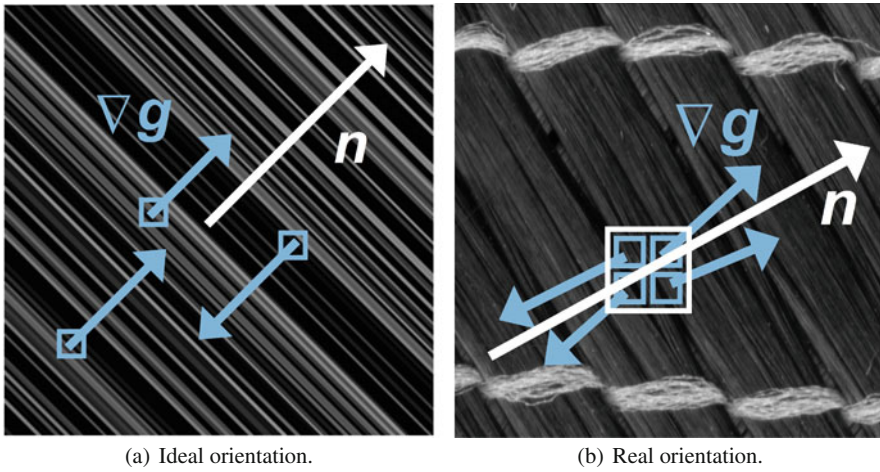 ∇g
n
∇g
n
(a) Ideal orientation.
(b) Real orientation.